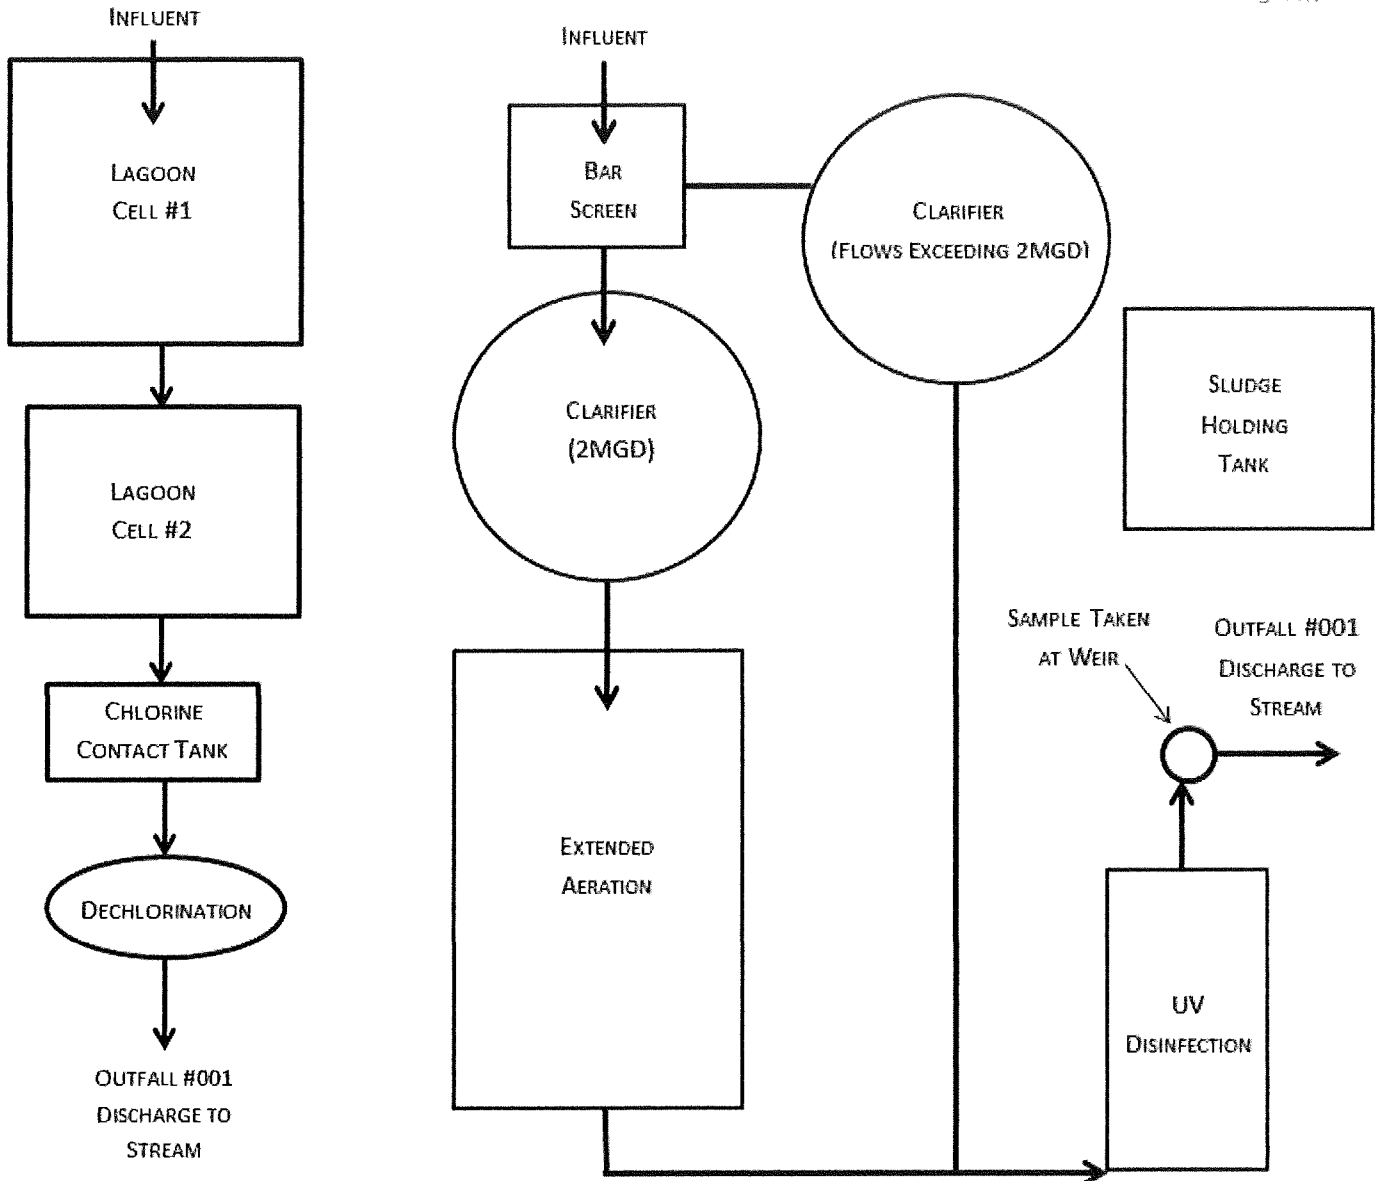 INFLUENT
LAGOON
CELL #1
LAGOON
CELL #2
CHLORINE
CONTACT TANK
DECHLORINATION
OUTFALL #001
DISCHARGE TO
STREAM
INFLUENT
BAR
SCREEN
CLARIFIER
(FLOWS EXCEEDING 2MGD)
CLARIFIER
(2MGD)
EXTENDED
AERATION
SLUDGE
HOLDING
TANK
SAMPLE TAKEN
AT WEIR
OUTFALL #001
DISCHARGE TO
STREAM
UV
DISINFECTION